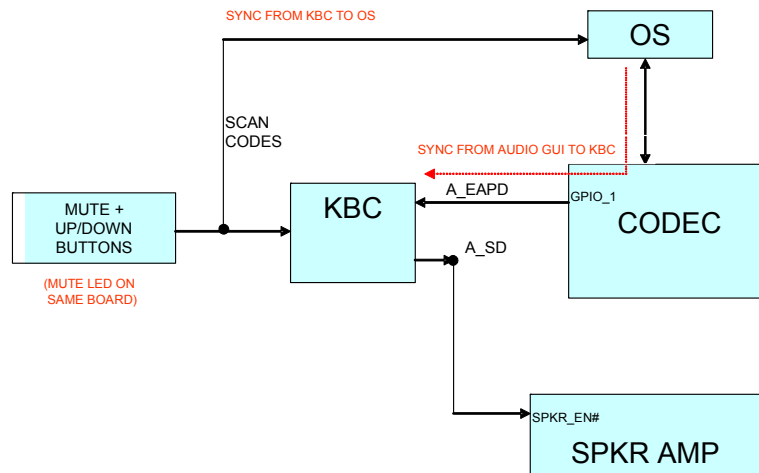 SYNC FROM KBC TO OS
OS
SCAN
CODES
SYNC FROM AUDIO GUI TO KBC
MUTE +
UP/DOWN
BUTTONS
KBC
A_EAPD
GPIO_1
CODEC
A_SD
(MUTE LED ON
SAME BOARD)
SPKR_EN#
SPKR AMP